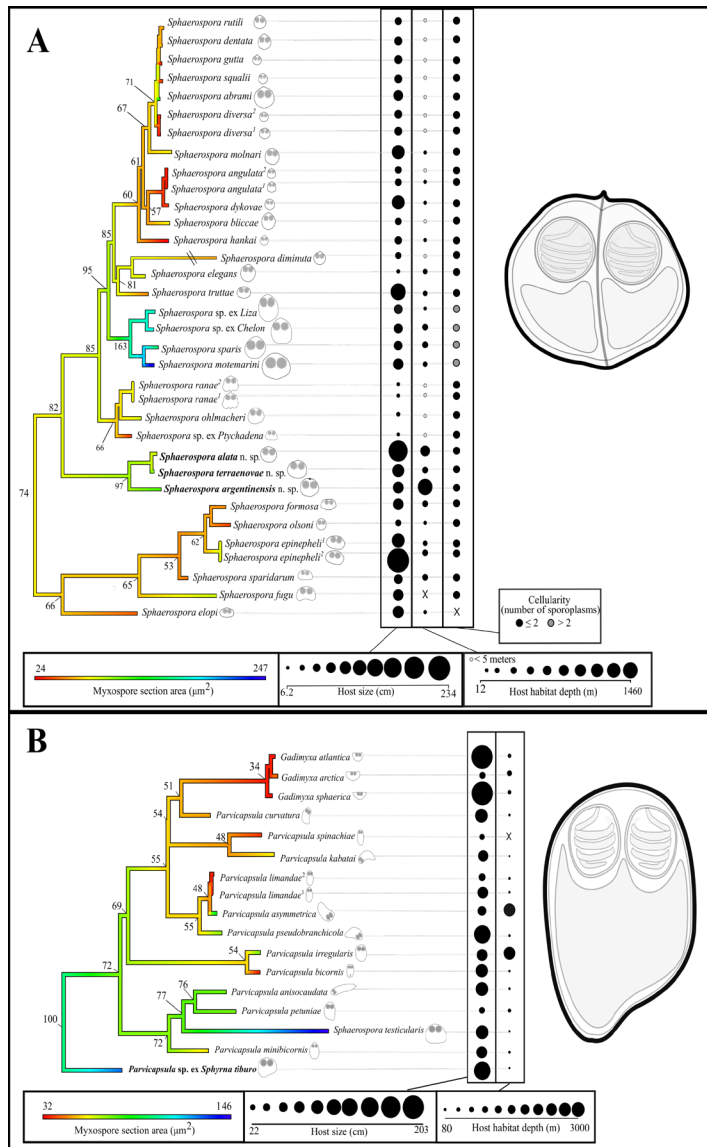 A
Sphaerospora rutili
Sphaerospora dentata
Sphaerospora gutta
Sphaerospora squalii
71
Sphaerospora abrami
Sphaerospora diversa²
67
Sphaerospora diversa¹
Sphaerospora molnari
61
Sphaerospora angulata²
Sphaerospora angulata¹
60
57
Sphaerospora dykovae
Sphaerospora bliccae
85
Sphaerospora hankai
Sphaerospora diminuta
95
Sphaerospora elegans
81
Sphaerospora truttae
Sphaerospora sp. ex Liza
Sphaerospora sp. ex Chelon
163
85
Sphaerospora sparis
Sphaerospora motemarini
Sphaerospora ranae²
Sphaerospora ranae¹
82
Sphaerospora ohlmacheri
66
Sphaerospora sp. ex Ptychadena
Sphaerospora alata n. sp.
Sphaerospora terraenovae n. sp.
97
Sphaerospora argentinensis n. sp.
74
Sphaerospora formosa
Sphaerospora olsoni
62
Sphaerospora epinepheli¹
Sphaerospora epinepheli²
53
Sphaerospora sparidarum
65
Sphaerospora fugu
X
66
Sphaerospora elopi
X
Cellularity
(number of sporoplasms)
≤ 2 > 2
24 247
Myxospore section area (µm²)
6.2 234
Host size (cm)
< 5 meters
12 1460
Host habitat depth (m)
B
Gadimyxa atlantica
34
Gadimyxa arctica
51
Gadimyxa sphaerica
54
Parvicapsula curvatura
48
Parvicapsula spinachiae
X
Parvicapsula kabatai
55
Parvicapsula limandae²
48
Parvicapsula limandae¹
69
Parvicapsula asymmetrica
55
Parvicapsula pseudobranchicola
54
Parvicapsula irregularis
72
Parvicapsula bicornis
76
Parvicapsula anisocaudata
77
Parvicapsula petuniae
100
Sphaerospora testicularis
72
Parvicapsula minibicornis
Parvicapsula sp. ex Sphyrna tiburo
32 146
Myxospore section area (µm²)
22 203
Host size (cm)
80 3000
Host habitat depth (m)